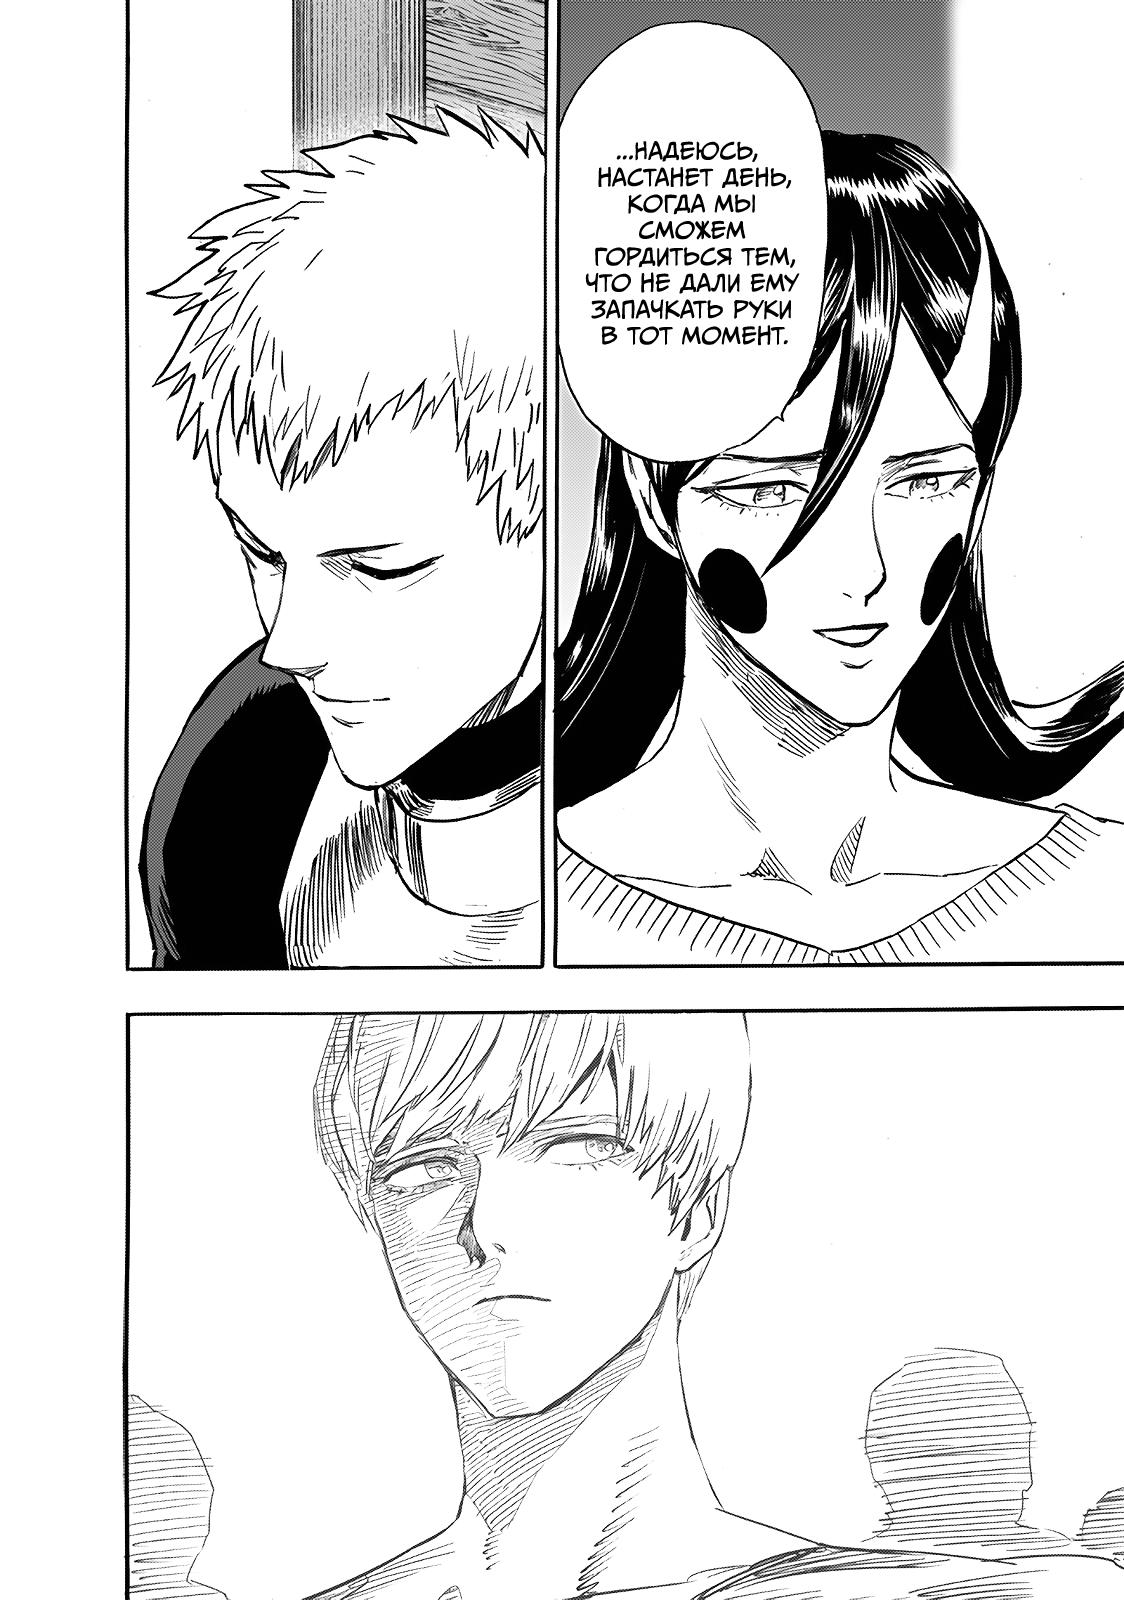 ...НАДЕЮСЬ,
НАСТАНЕТ ДЕНЬ,
КОГДА МЫ
СМОЖЕМ
ГОРДИТЬСЯ ТЕМ,
ЧТО НЕ ДАЛИ ЕМУ
ЗАПАЧКАТЬ РУКИ
В ТОТ МОМЕНТ.